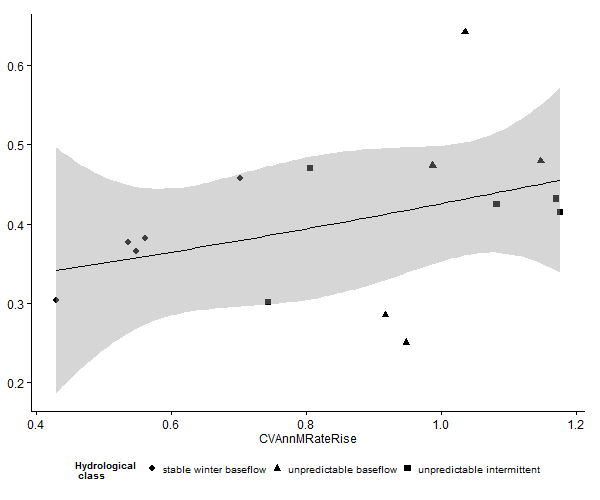 0.6
0.5
0.4
0.3
0.2
0.4 0.6 0.8 1.0 1.2
CVAnnMRateRise
Hydrological
class
stable winter baseflow unpredictable baseflow unpredictable intermittent